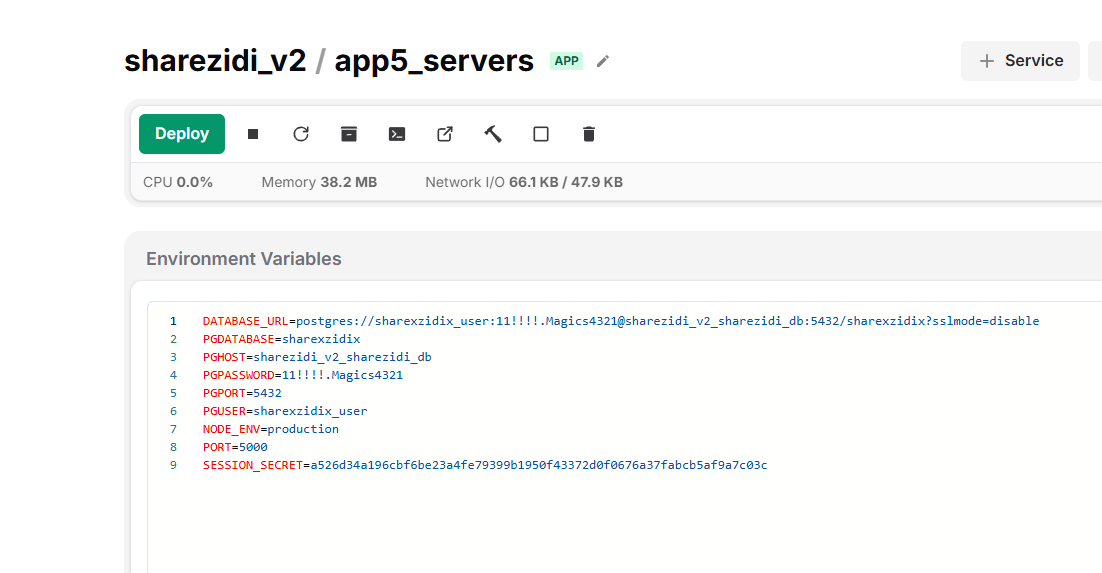 sharezidi_v2 / app5_servers APP
Service
Deploy
CPU 0.0% Memory 38.2 MB Network I/O 66.1 KB / 47.9 KB
Environment Variables
1 DATABASE_URL=postgres://sharexzidix_user:11!!!!.Magics4321@sharezidi_v2_sharezidi_db:5432/sharexzidix?sslmode=disable
2 PGDATABASE=sharexzidix
3 PGHOST=sharezidi_v2_sharezidi_db
4 PGPASSWORD=11!!!!.Magics4321
5 PGPORT=5432
6 PGUSER=sharexzidix_user
7 NODE_ENV=production
8 PORT=5000
9 SESSION_SECRET=a526d34a196cbf6be23a4fe79399b1950f43372d0f0676a37fabcb5af9a7c03c